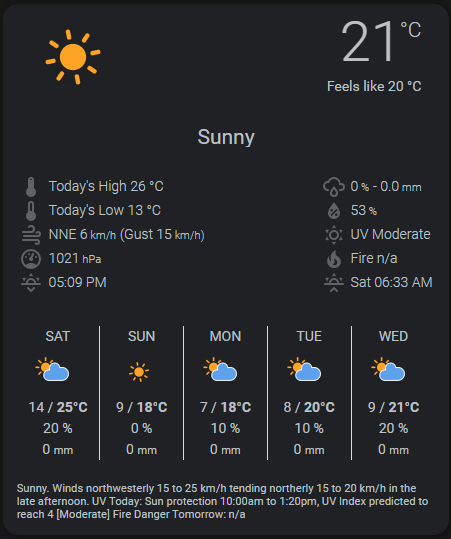 21 °C
Feels like 20 °C
Sunny
Today's High 26 °C
0 % - 0.0 mm
Today's Low 13 °C
53 %
NNE 6 km/h (Gust 15 km/h)
UV Moderate
1021 hPa
Fire n/a
05:09 PM
Sat 06:33 AM
SAT SUN MON TUE WED
14 / 25°C 9 / 18°C 7 / 18°C 8 / 20°C 9 / 21°C
20 % 0 % 10 % 10 % 20 %
0 mm 0 mm 0 mm 0 mm 0 mm
Sunny. Winds northwesterly 15 to 25 km/h tending northerly 15 to 20 km/h in the
late afternoon. UV Today: Sun protection 10:00am to 1:20pm, UV Index predicted to
reach 4 [Moderate] Fire Danger Tomorrow: n/a